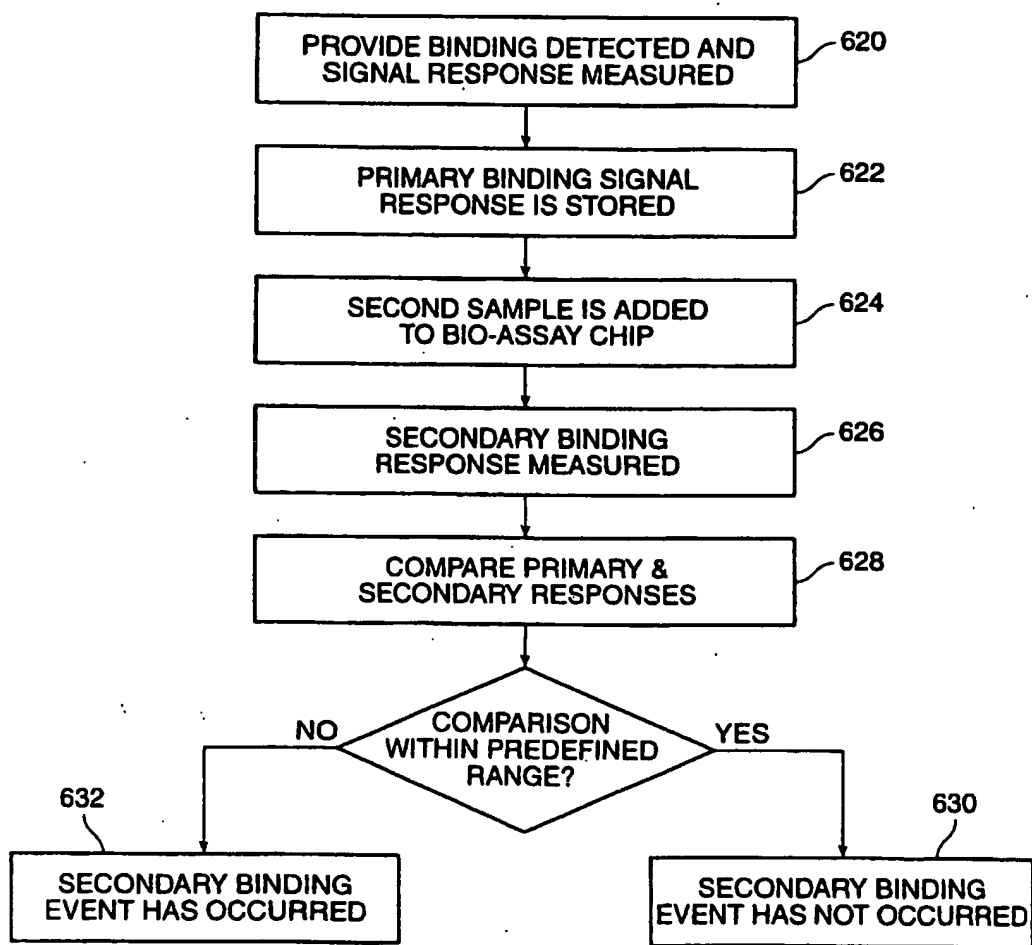 PROVIDE BINDING DETECTED AND
SIGNAL RESPONSE MEASURED
620
PRIMARY BINDING SIGNAL
RESPONSE IS STORED
622
SECOND SAMPLE IS ADDED
TO BIO-ASSAY CHIP
624
SECONDARY BINDING
RESPONSE MEASURED
626
COMPARE PRIMARY &
SECONDARY RESPONSES
628
COMPARISON
WITHIN PREDEFINED
RANGE?
NO
YES
632
SECONDARY BINDING
EVENT HAS OCCURRED
630
SECONDARY BINDING
EVENT HAS NOT OCCURRED